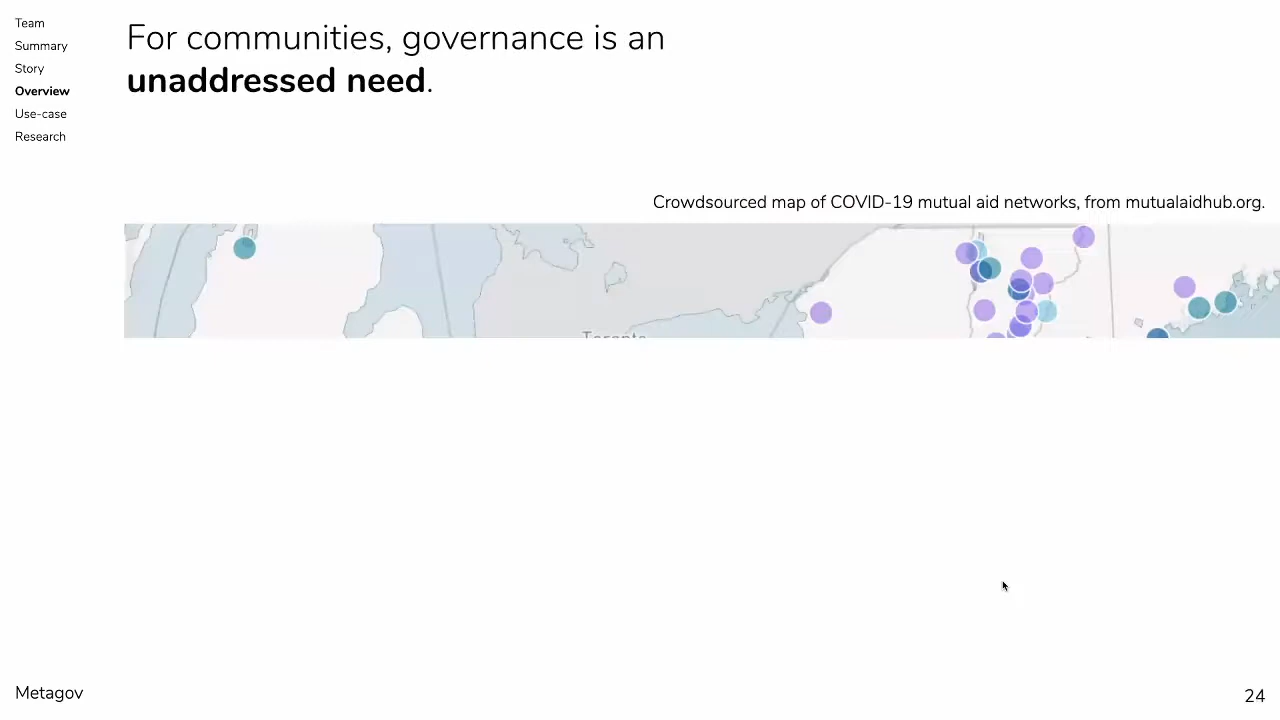 Team
Summary
Story
Overview
Use-case
Research
For communities, governance is an
unaddressed need.
Crowdsourced map of COVID-19 mutual aid networks, from mutualaidhub.org.
Toronto
Metagov
24